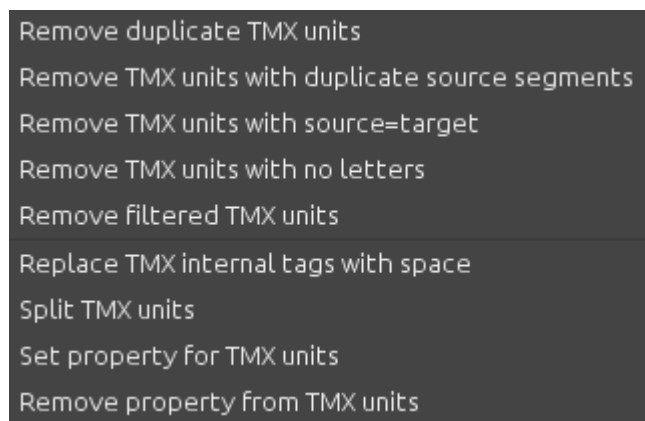 Remove duplicate TMX units
Remove TMX units with duplicate source segments
Remove TMX units with source=target
Remove TMX units with no letters
Remove filtered TMX units
Replace TMX internal tags with space
Split TMX units
Set property for TMX units
Remove property from TMX units